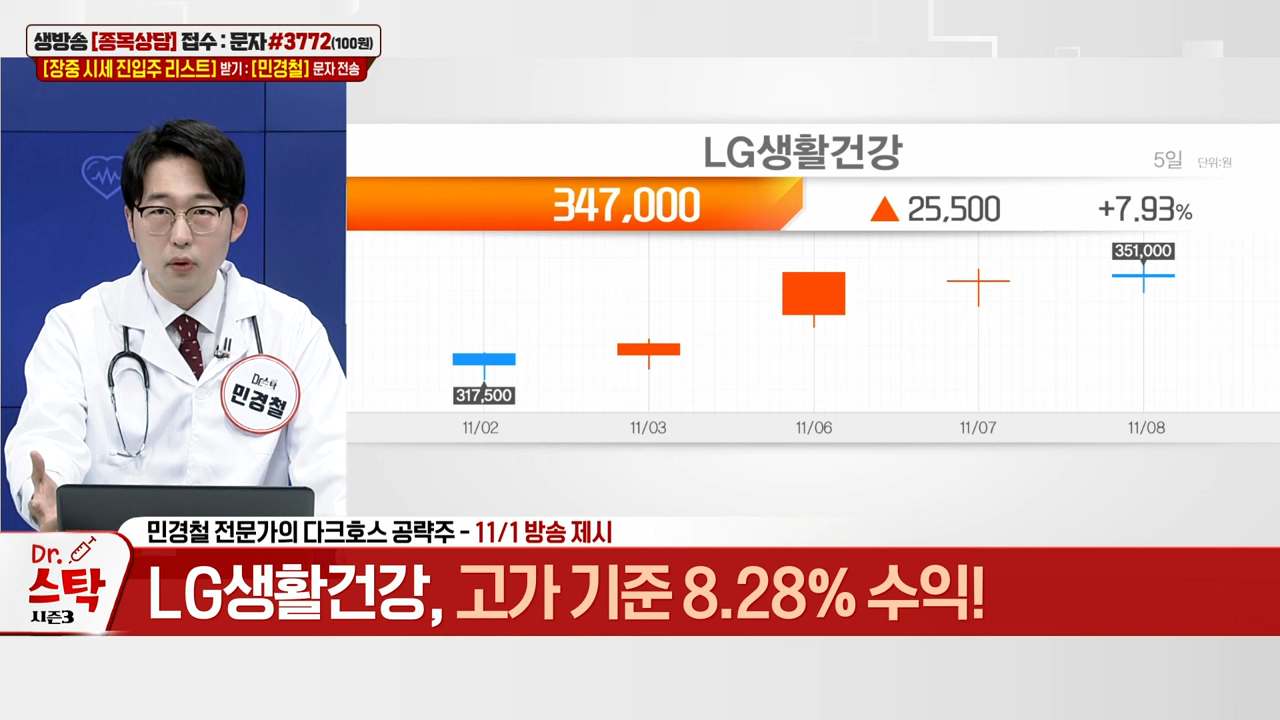 생방송 [종목상담] 접수 : 문자#3772(100원)
[장중 시세 진입주 리스트] 받기 : [민경철] 문자 전송
LG생활건강
5일 단위:원
347,000 ▲ 25,500 +7.93%
351,000
317,500
11/02 11/03 11/06 11/07 11/08
Dr.스탁
민경철
민경철 전문가의 다크호스 공략주 - 11/1 방송 제시
Dr.
스탁
시즌3
LG생활건강, 고가 기준 8.28% 수익!